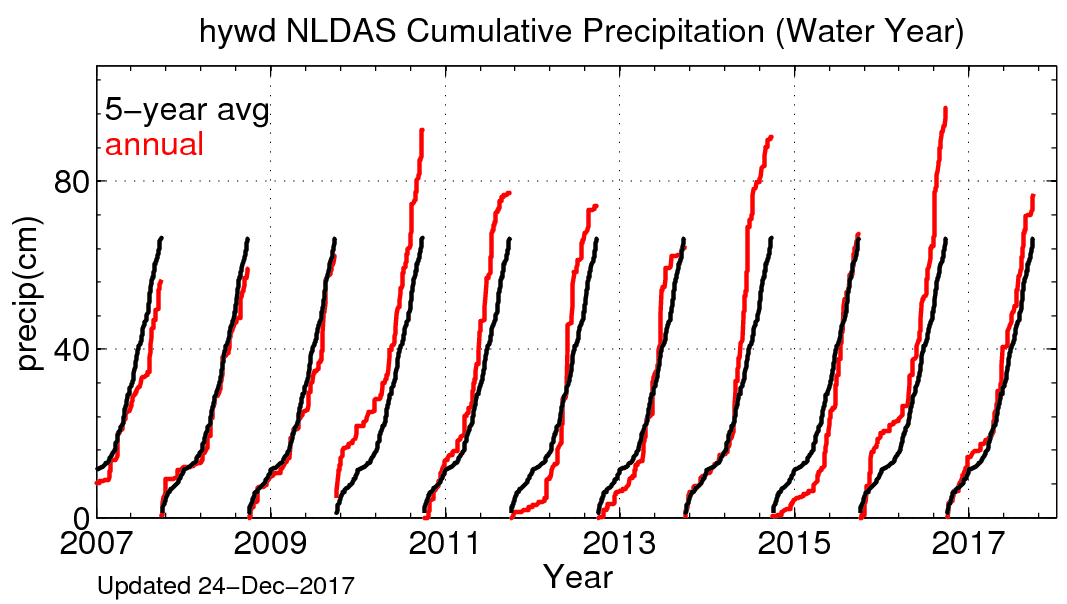 hywd NLDAS Cumulative Precipitation (Water Year)
5−year avg
annual
precip(cm)
80
40
0
2007 2009 2011 2013 2015 2017
Year
Updated 24−Dec−2017